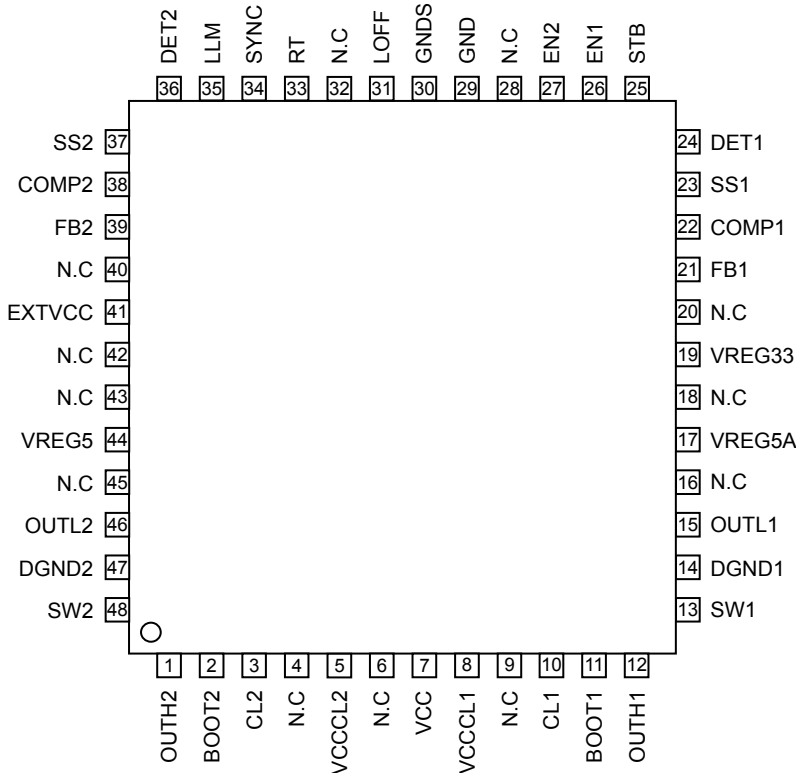 DET2 LLM SYNC RT N.C LOFF GNDS GND N.C EN2 EN1 STB
36 35 34 33 32 31 30 29 28 27 26 25
SS2 37 24 DET1
COMP2 38 23 SS1
FB2 39 22 COMP1
N.C 40 21 FB1
EXTVCC 41 20 N.C
N.C 42 19 VREG33
N.C 43 18 N.C
VREG5 44 17 VREG5A
N.C 45 16 N.C
OUTL2 46 15 OUTL1
DGND2 47 14 DGND1
SW2 48 13 SW1
1 2 3 4 5 6 7 8 9 10 11 12
OUTH2 BOOT2 CL2 N.C VCCCL2 N.C VCC VCCCL1 N.C CL1 BOOT1 OUTH1